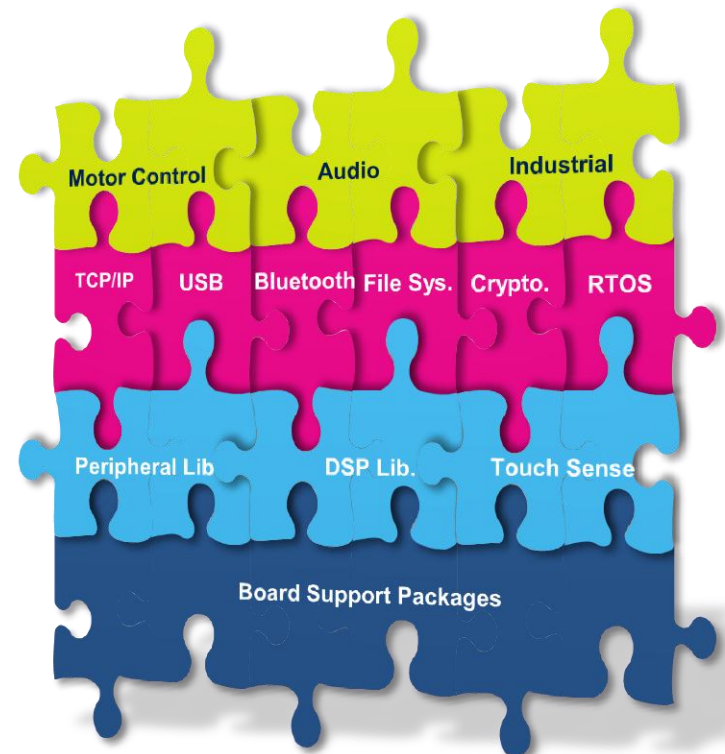 Motor Control
Audio
Industrial
TCP/IP
USB
Bluetooth
File Sys.
Crypto.
RTOS
Peripheral Lib
DSP Lib.
Touch Sense
Board Support Packages